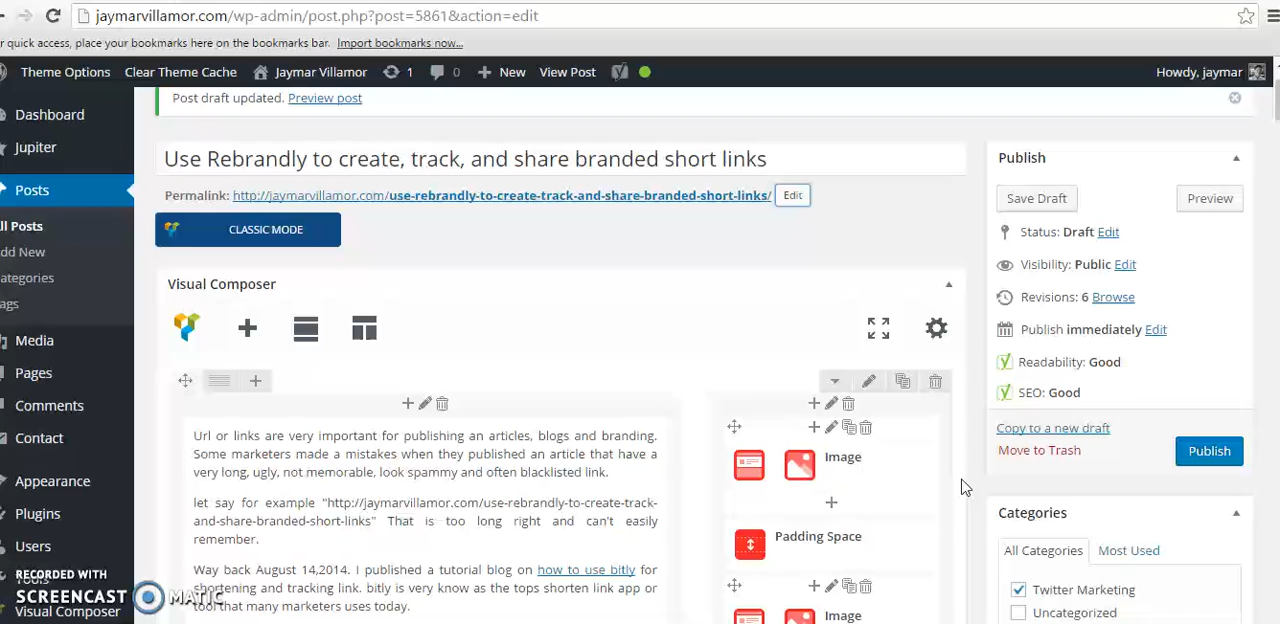 jaymarvillamor.com/wp-admin/post.php?post=5861&action=edit
r quick access, place your bookmarks here on the bookmarks bar. Import bookmarks now...
Theme Options Clear Theme Cache Jaymar Villamor 1 0 New View Post Howdy, jaymar
Post draft updated. Preview post
Dashboard
Jupiter
Posts
ll Posts
dd New
ategories
ags
Media
Pages
Comments
Contact
Appearance
Plugins
Users
Visual Composer
Use Rebrandly to create, track, and share branded short links
Permalink: http://jaymarvillamor.com/use-rebrandly-to-create-track-and-share-branded-short-links/ Edit
CLASSIC MODE
Visual Composer
Url or links are very important for publishing an articles, blogs and branding.
Some marketers made a mistakes when they published an article that have a
very long, ugly, not memorable, look spammy and often blacklisted link.
let say for example "http://jaymarvillamor.com/use-rebrandly-to-create-track-
and-share-branded-short-links" That is too long right and can't easily
remember.
Way back August 14,2014. I published a tutorial blog on how to use bitly for
shortening and tracking link. bitly is very know as the tops shorten link app or
tool that many marketers uses today.
Image
Padding Space
Image
Publish
Save Draft Preview
Status: Draft Edit
Visibility: Public Edit
Revisions: 6 Browse
Publish immediately Edit
Readability: Good
SEO: Good
Copy to a new draft
Move to Trash Publish
Categories
All Categories Most Used
Twitter Marketing
Uncategorized
RECORDED WITH
SCREENCAST MATIC